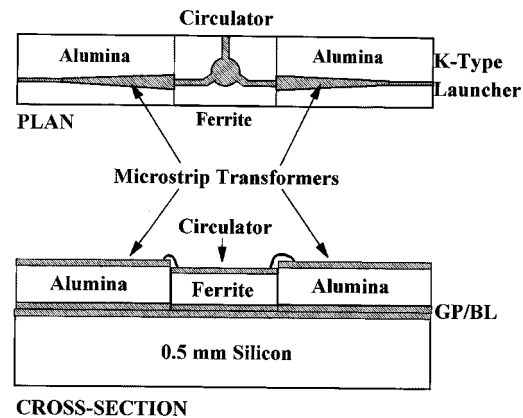 Circulator
Alumina
Alumina
K-Type
Launcher
PLAN
Ferrite
Microstrip Transformers
Circulator
Alumina
Ferrite
Alumina
GP/BL
0.5 mm Silicon
CROSS-SECTION